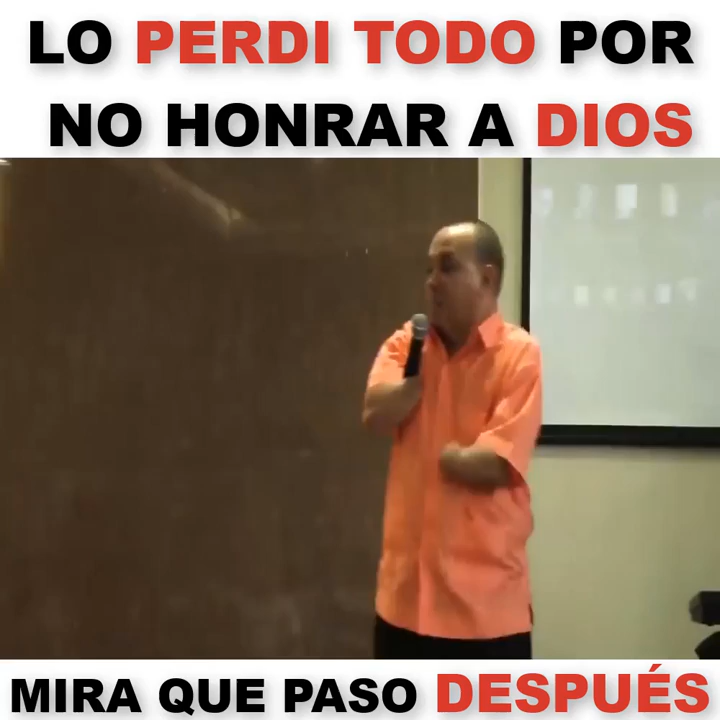 LO PERDI TODO POR
NO HONRAR A DIOS
MIRA QUE PASO DESPUÉS